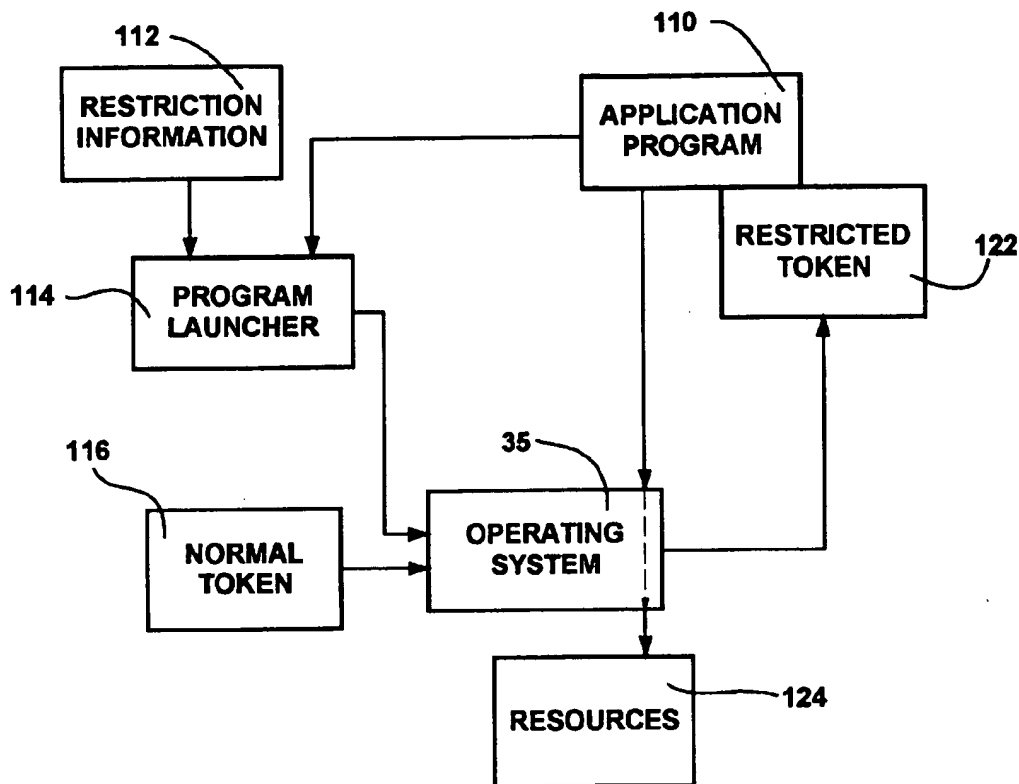 112
RESTRICTION
INFORMATION
110
APPLICATION
PROGRAM
RESTRICTED
TOKEN
122
114
PROGRAM
LAUNCHER
116
NORMAL
TOKEN
35
OPERATING
SYSTEM
RESOURCES
124